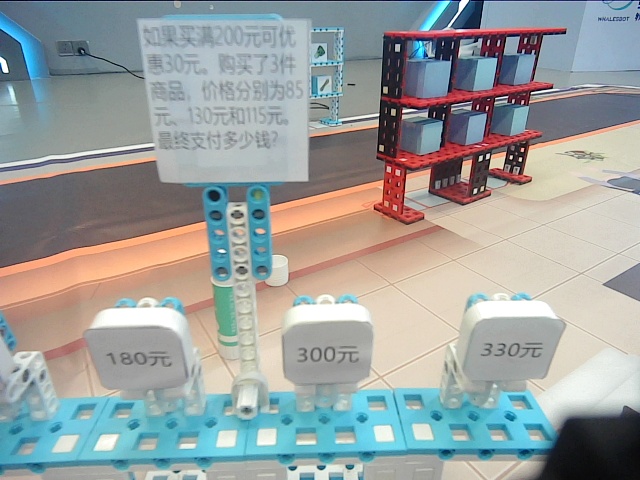 WHALESBOT
如果买满200元可优
惠30元。购买了3件
商品，价格分别为85
元、130元和115元。
最终支付多少钱?
180元
300元
330元